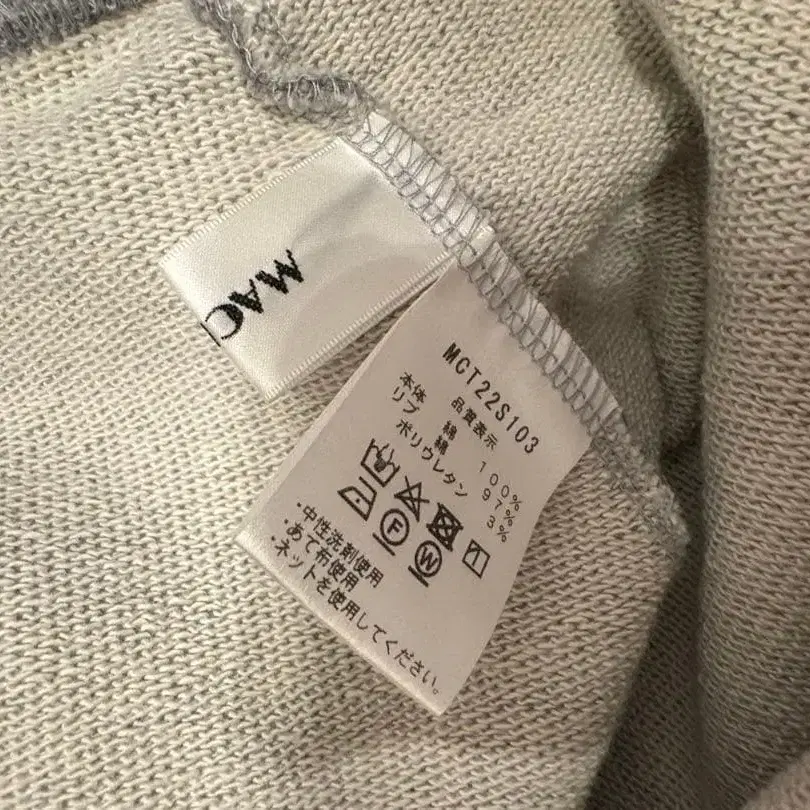 MAC
MCT22S103
品質表示
本体 綿 100%
リブ 綿 97%
ポリウレタン 3%
F W
・中性洗剤使用
・あて布使用
・ネットを使用してください。